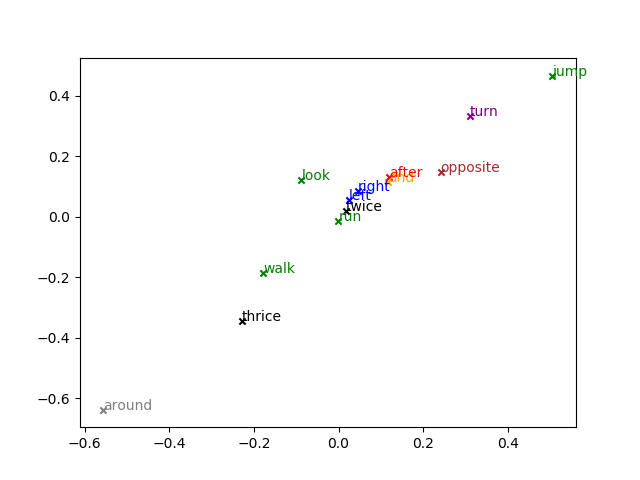 jump
0.4
turn
0.2
opposite
after
and
look
right
left
twice
0.0
run
walk
−0.2
thrice
−0.4
−0.6
around
−0.6
−0.4
−0.2
0.0
0.2
0.4